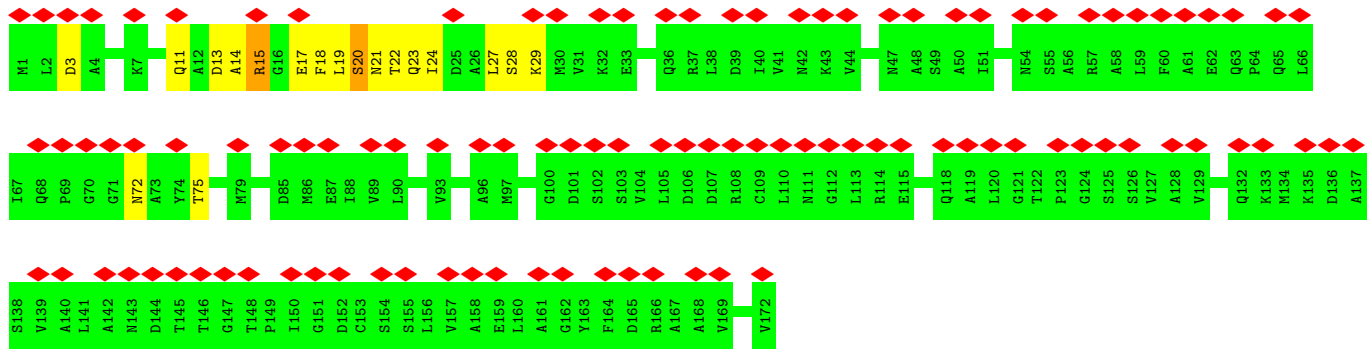 M1 L2 D3 A4 K7 Q11 A12 D13 A14 R15 G16 E17 F18 L19 S20 N21 T22 Q23 I24 D25 A26 L27 S28 K29 M30 V31 K32 E33 Q36 R37 L38 D39 I40 V41 N42 K43 V44 N47 A48 S49 A50 I51 N54 S55 A56 R57 A58 L59 F60 A61 E62 Q63 P64 Q65 L66
I67 Q68 P69 G70 G71 N72 A73 Y74 T75 M79 D85 M86 E87 I88 V89 L90 V93 A96 M97 G100 D101 S102 S103 V104 L105 D106 D107 R108 C109 L110 N111 G112 L113 R114 E115 Q118 A119 L120 G121 T122 P123 G124 S125 S126 V127 A128 V129 Q132 K133 M134 K135 D136 A137
S138 V139 A140 L141 A142 N143 D144 T145 T146 G147 T148 P149 I150 G151 D152 C153 S154 S155 L156 V157 A158 E159 L160 A161 G162 Y163 F164 D165 R166 A167 A168 V169 V172